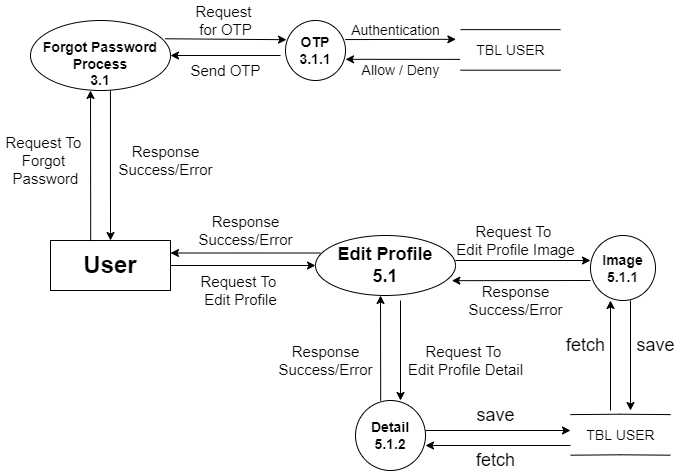 Request
for OTP
Forgot Password
Process
3.1
OTP
3.1.1
Authentication
TBL USER
Send OTP
Allow / Deny
Request To
Forgot
Password
Response
Success/Error
User
Response
Success/Error
Request To
Edit Profile
Edit Profile
5.1
Request To
Edit Profile Image
Image
5.1.1
Response
Success/Error
fetch
save
Response
Success/Error
Request To
Edit Profile Detail
Detail
5.1.2
save
TBL USER
fetch